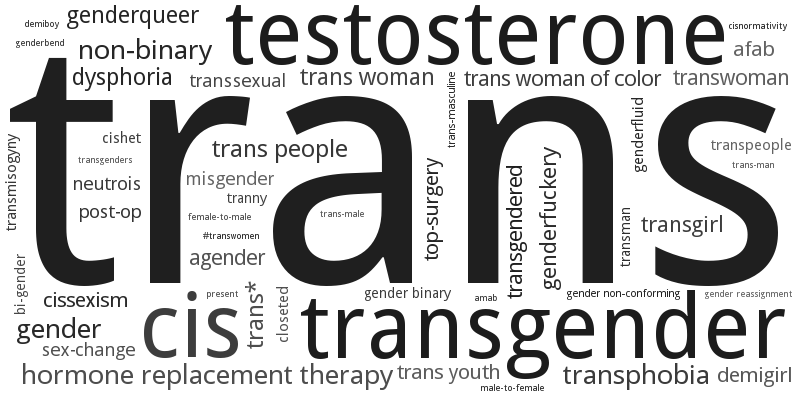 demiboy
genderqueer
testosterone
cisnormativity
genderbend
non-binary
afab
dysphoria
transsexual
trans woman
trans-masculine
trans woman of color
transwoman
trans
transmisogyny
cishet
trans people
genderfluid
transpeople
transgenders
trans-man
neutrois
misgender
tranny
top-surgery
transgendered
genderfuckery
post-op
female-to-male
trans-male
transman
transgirl
#transwomen
agender
bi-gender
cissexism
cis
present
trans*
closeted
gender binary
amab
gender non-conforming
gender reassignment
transgender
gender
sex-change
hormone replacement therapy
trans youth
male-to-female
transphobia
demigirl